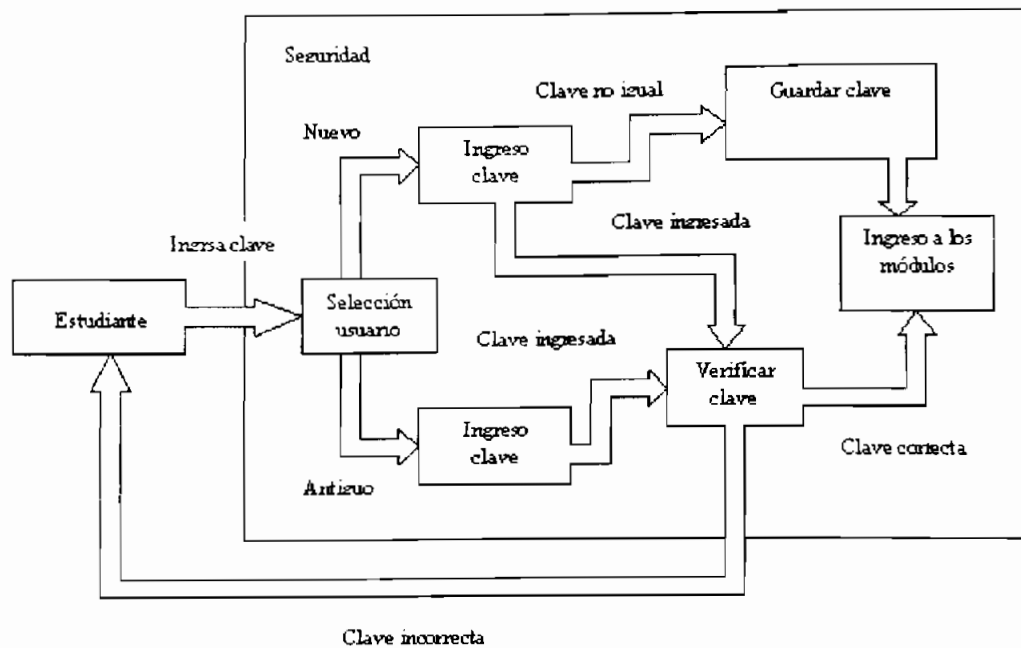 Seguridad
Clave no igual
Guardar clave
Nuevo
Ingreso
clave
Clave ingresada
Ingrsa clave
Ingreso a los
módulos
Estudiante
Selección
usuario
Clave ingresada
Verificar
clave
Ingreso
clave
Clave correcta
Antiguo
Clave incorrecta